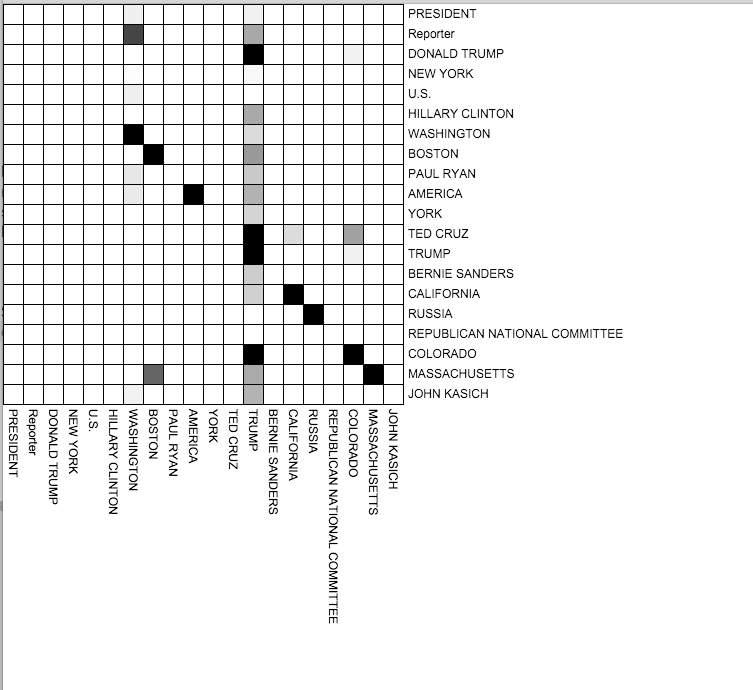 PRESIDENT
Reporter
DONALD TRUMP
NEW YORK
U.S.
HILLARY CLINTON
WASHINGTON
BOSTON
PAUL RYAN
AMERICA
YORK
TED CRUZ
TRUMP
BERNIE SANDERS
CALIFORNIA
RUSSIA
REPUBLICAN NATIONAL COMMITTEE
COLORADO
MASSACHUSETTS
JOHN KASICH
PRESIDENT
Reporter
DONALD TRUMP
NEW YORK
U.S.
HILLARY CLINTON
WASHINGTON
BOSTON
PAUL RYAN
AMERICA
YORK
TED CRUZ
TRUMP
BERNIE SANDERS
CALIFORNIA
RUSSIA
REPUBLICAN NATIONAL COMMITTEE
COLORADO
MASSACHUSETTS
JOHN KASICH